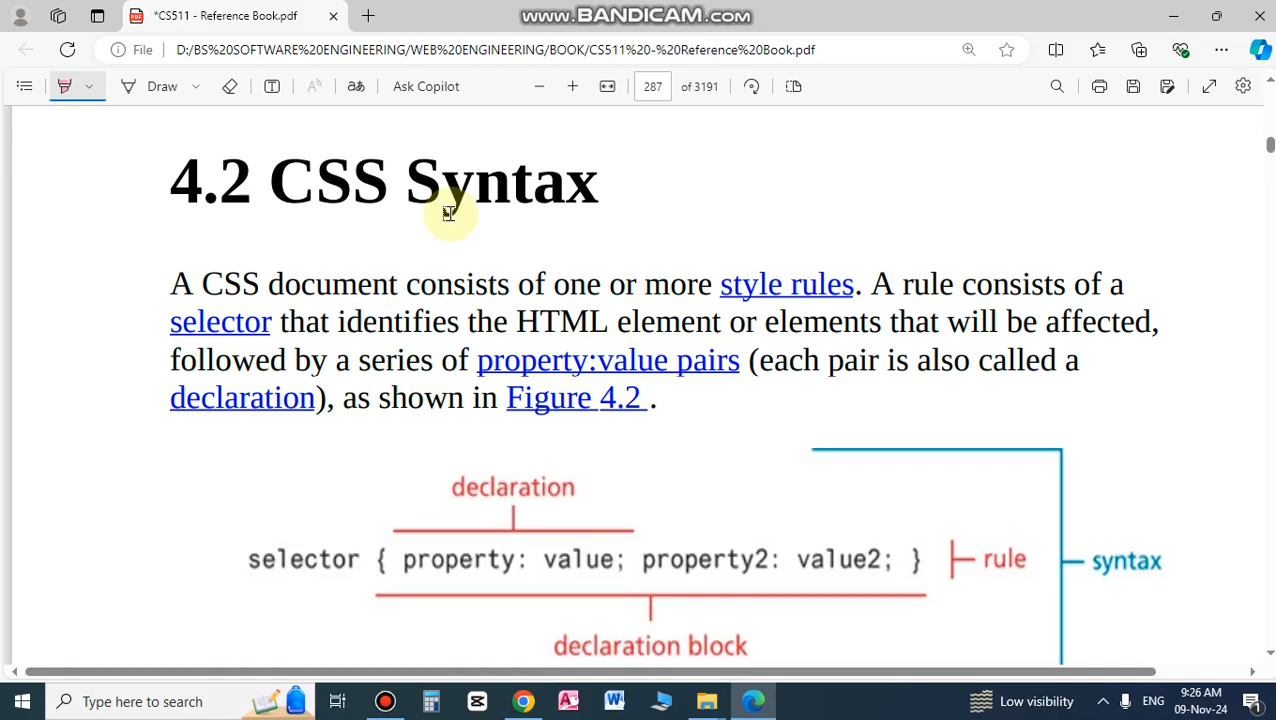 *CS511 - Reference Book.pdf
www.BANDICAM.com
File
D:/BS%20SOFTWARE%20ENGINEERING/WEB%20ENGINEERING/BOOK/CS511%20-%20Reference%20Book.pdf
Draw
aあ
Ask Copilot
287 of 3191
4.2 CSS Syntax
A CSS document consists of one or more style rules. A rule consists of a
selector that identifies the HTML element or elements that will be affected,
followed by a series of property:value pairs (each pair is also called a
declaration), as shown in Figure 4.2 .
declaration
selector { property: value; property2: value2; }
rule
syntax
declaration block
Type here to search
Low visibility
ENG
9:26 AM
09-Nov-24
1